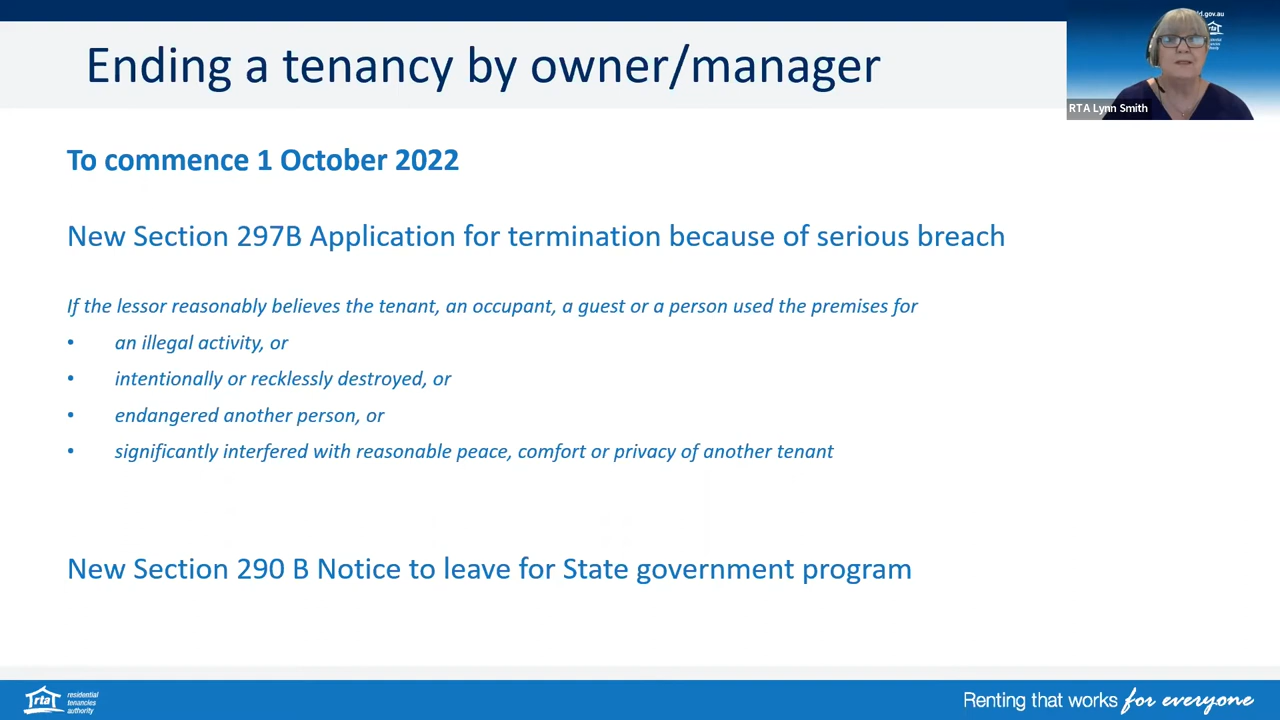 Ending a tenancy by owner/manager
ld.gov.au
RTA Lynn Smith
To commence 1 October 2022
New Section 297B Application for termination because of serious breach
If the lessor reasonably believes the tenant, an occupant, a guest or a person used the premises for
• an illegal activity, or
• intentionally or recklessly destroyed, or
• endangered another person, or
• significantly interfered with reasonable peace, comfort or privacy of another tenant
New Section 290 B Notice to leave for State government program
rta
residential
tenancies
authority
Renting that works for everyone